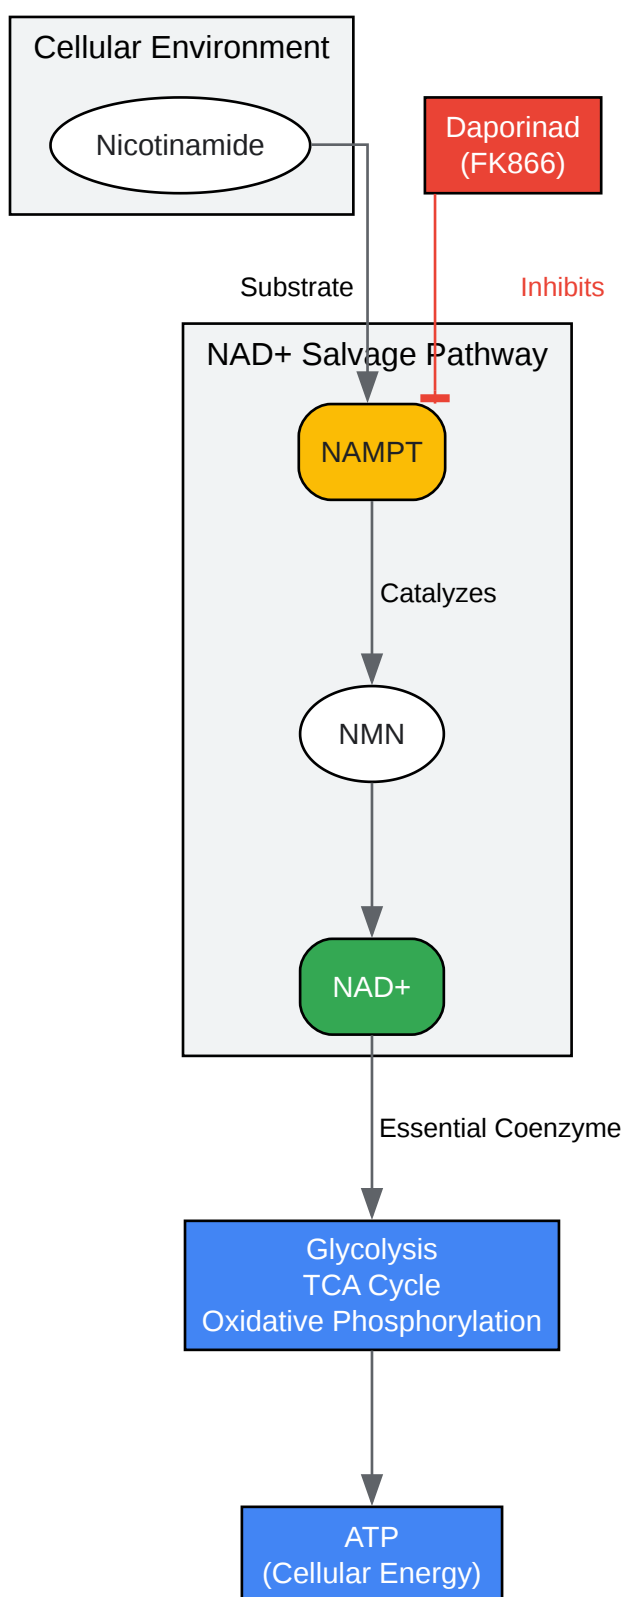 Cellular Environment
Nicotinamide
Daporinad
(FK866)
Substrate
Inhibits
NAD+ Salvage Pathway
NAMPT
Catalyzes
NMN
NAD+
Essential Coenzyme
Glycolysis
TCA Cycle
Oxidative Phosphorylation
ATP
(Cellular Energy)